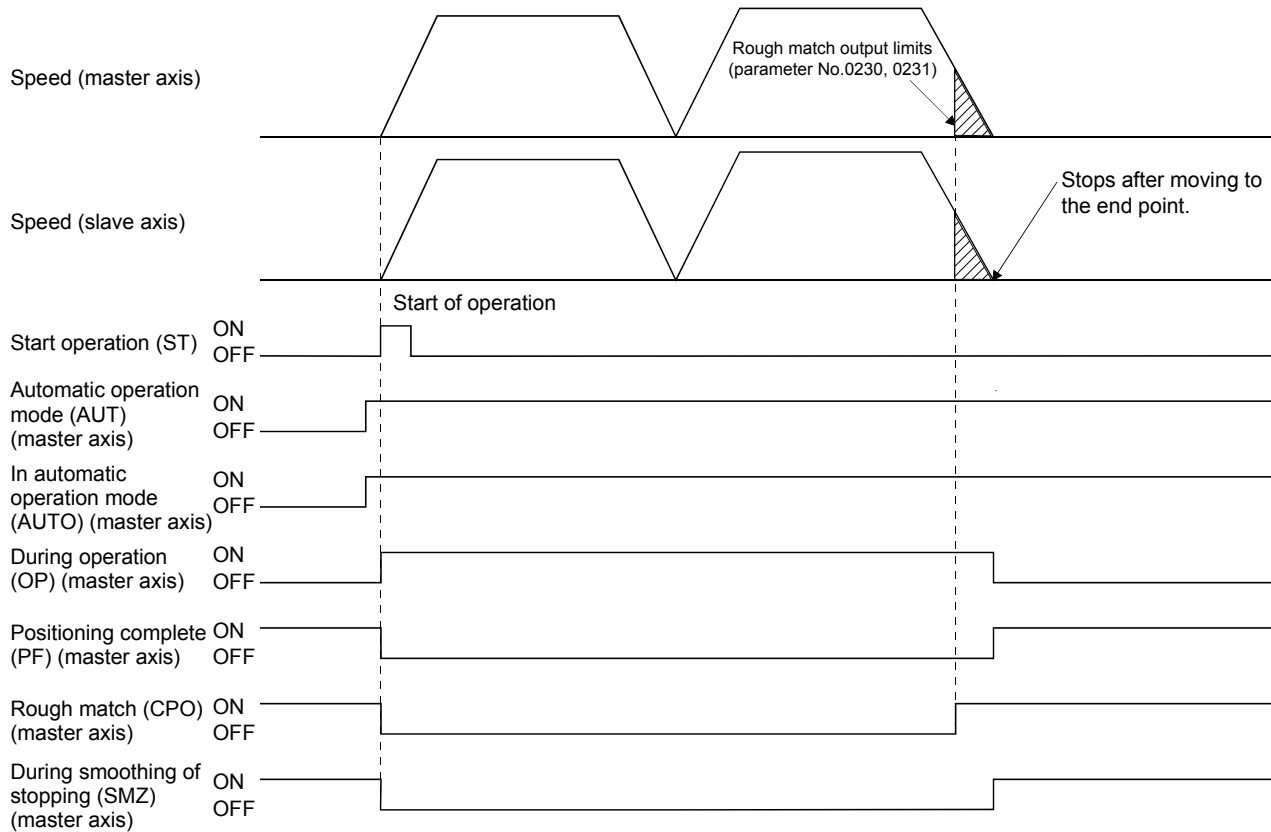 Rough match output limits
(parameter No.0230, 0231)
Speed (master axis)
Stops after moving to
the end point.
Speed (slave axis)
Start of operation
Start operation (ST)
ON
OFF
Automatic operation
mode (AUT)
(master axis)
ON
OFF
In automatic
operation mode
(AUTO) (master axis)
ON
OFF
During operation
(OP) (master axis)
ON
OFF
Positioning complete
(PF) (master axis)
ON
OFF
Rough match (CPO)
(master axis)
ON
OFF
During smoothing of
stopping (SMZ)
(master axis)
ON
OFF